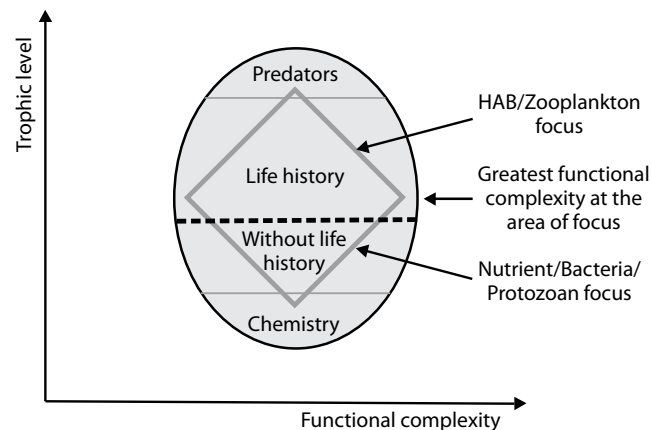 Trophic level
Predators
HAB/Zooplankton
focus
Life history
Greatest functional
complexity at the
area of focus
Without life
history
Nutrient/Bacteria/
Protozoan focus
Chemistry
Functional complexity